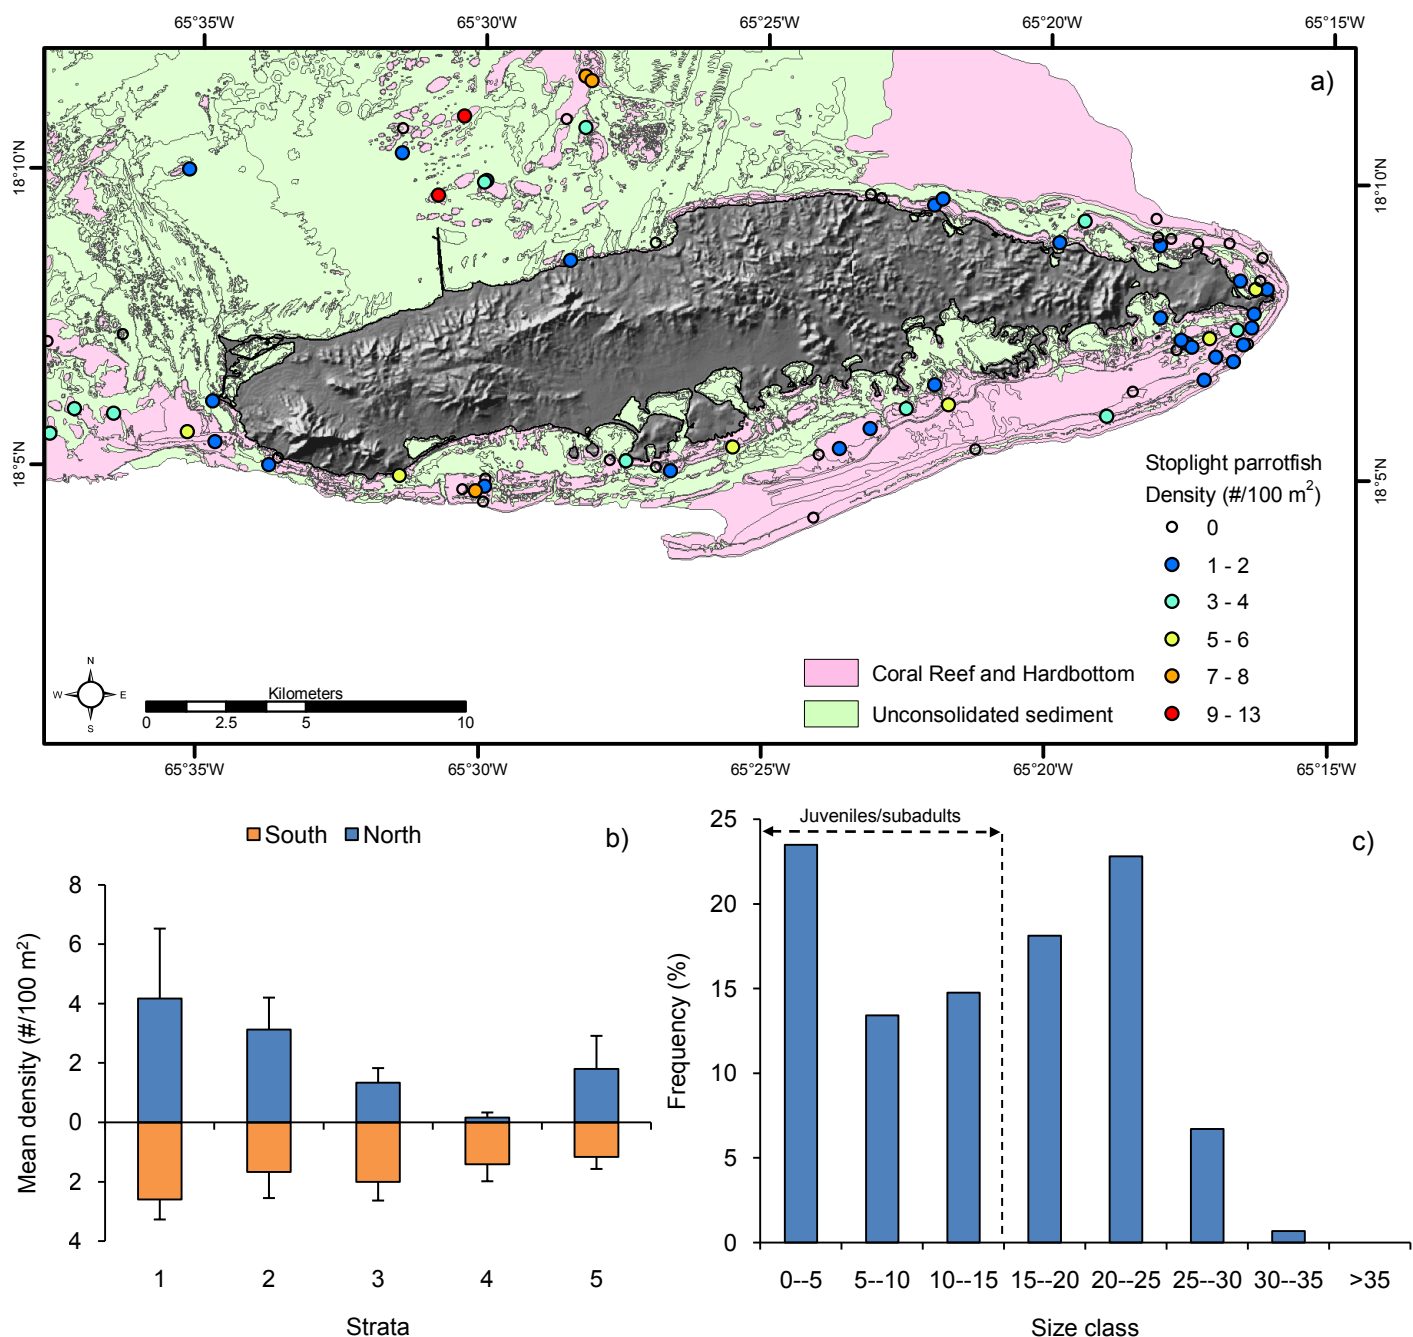 65°35'W 65°30'W 65°25'W 65°20'W 65°15'W
a)
18°10'N 18°10'N
18°5'N 18°5'N
Stoplight parrotfish
Density (#/100 m²)
0
1 - 2
3 - 4
5 - 6
7 - 8
9 - 13
Coral Reef and Hardbottom
Unconsolidated sediment
N
W E
S
Kilometers
0 2.5 5 10
65°35'W 65°30'W 65°25'W 65°20'W 65°15'W
South North
b)
Mean density (#/100 m²)
8
6
4
2
0
2
4
1 2 3 4 5
Strata
Juveniles/subadults
c)
Frequency (%)
25
20
15
10
5
0
0--5 5--10 10--15 15--20 20--25 25--30 30--35 >35
Size class